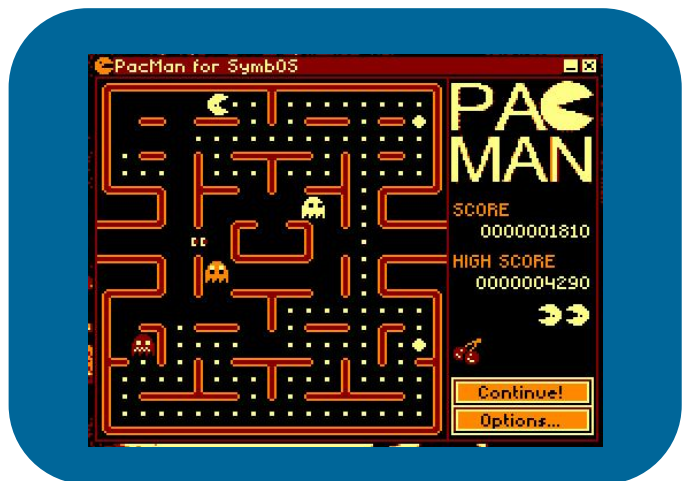 PacMan for SymbOS
PAC
MAN
SCORE
0000001810
HIGH SCORE
0000004290
Continue!
Options...